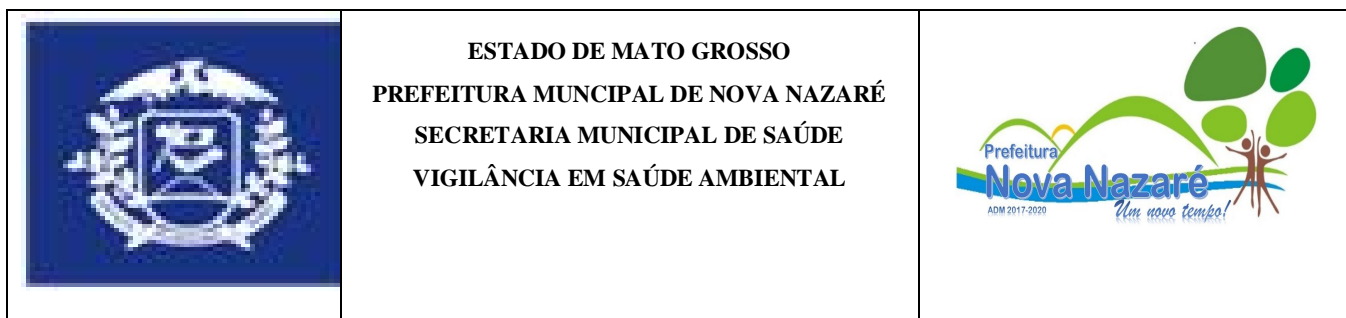 ESTADO DE MATO GROSSO
PREFEITURA MUNCIPAL DE NOVA NAZARÉ
SECRETARIA MUNICIPAL DE SAÚDE
VIGILÂNCIA EM SAÚDE AMBIENTAL
Prefeitura
Nova Nazaré
ADM 2017-2020
Um novo tempo!